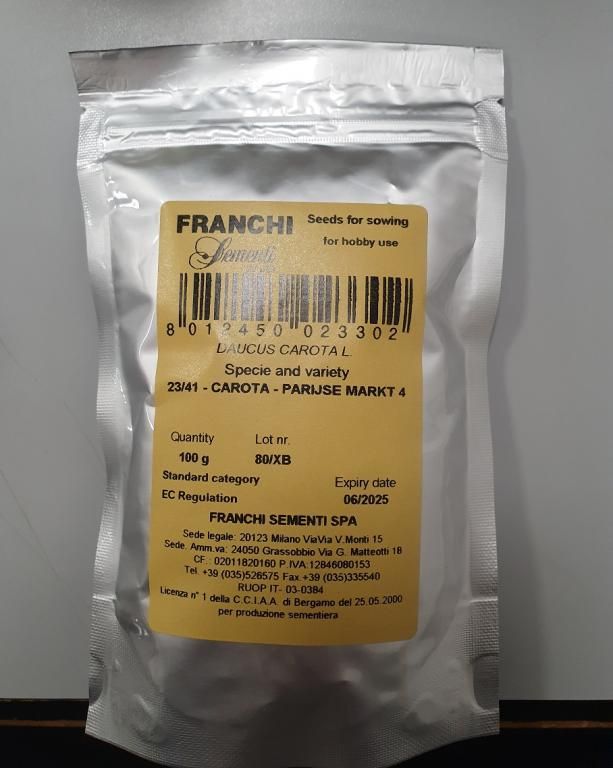 FRANCHI Seeds for sowing
Sementi for hobby use
8 012450 023302
DAUCUS CAROTA L.
Specie and variety
23/41 - CAROTA - PARIJSE MARKT 4
Quantity Lot nr.
100 g 80/XB
Standard category Expiry date
EC Regulation 06/2025
FRANCHI SEMENTI SPA
Sede legale: 20123 Milano ViaVia V.Monti 15
Sede. Amm.va: 24050 Grassobbio Via G. Matteotti 18
CF.: 02011820160 P.IVA:12846080153
Tel. +39 (035)526575 Fax.+39 (035)335540
RUOP IT- 03-0384
Licenza n° 1 della C.C.I.A.A. di Bergamo del 25.05.2000
per produzione sementiera